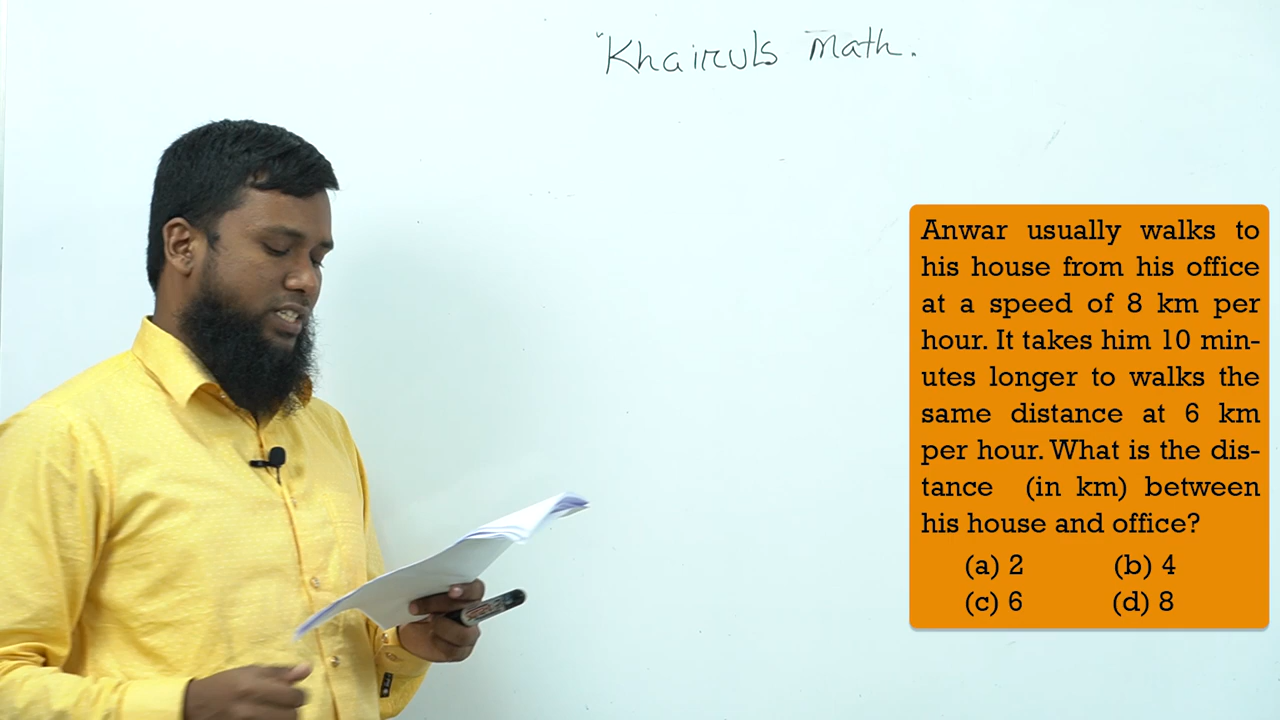 Khairuls Math.
Anwar usually walks to
his house from his office
at a speed of 8 km per
hour. It takes him 10 min-
utes longer to walks the
same distance at 6 km
per hour. What is the dis-
tance (in km) between
his house and office?
(a) 2 (b) 4
(c) 6 (d) 8